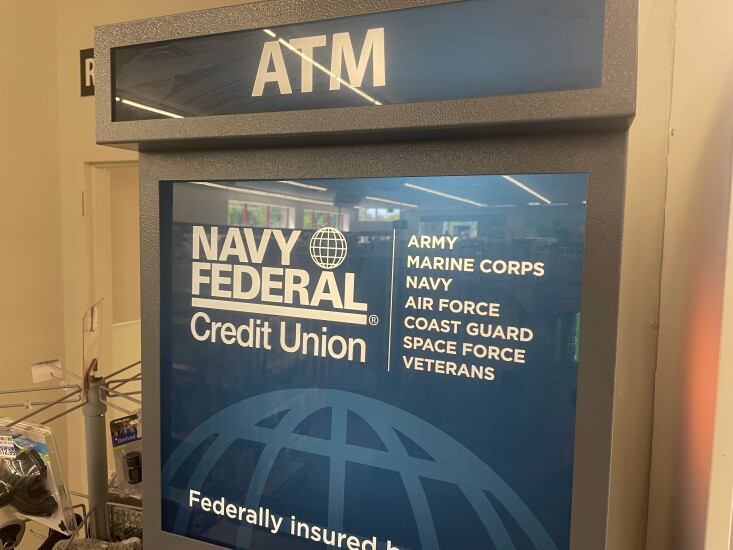 ATM
R
NAVY
FEDERAL
®
Credit Union
ARMY
MARINE CORPS
NAVY
AIR FORCE
COAST GUARD
SPACE FORCE
VETERANS
Federally insured